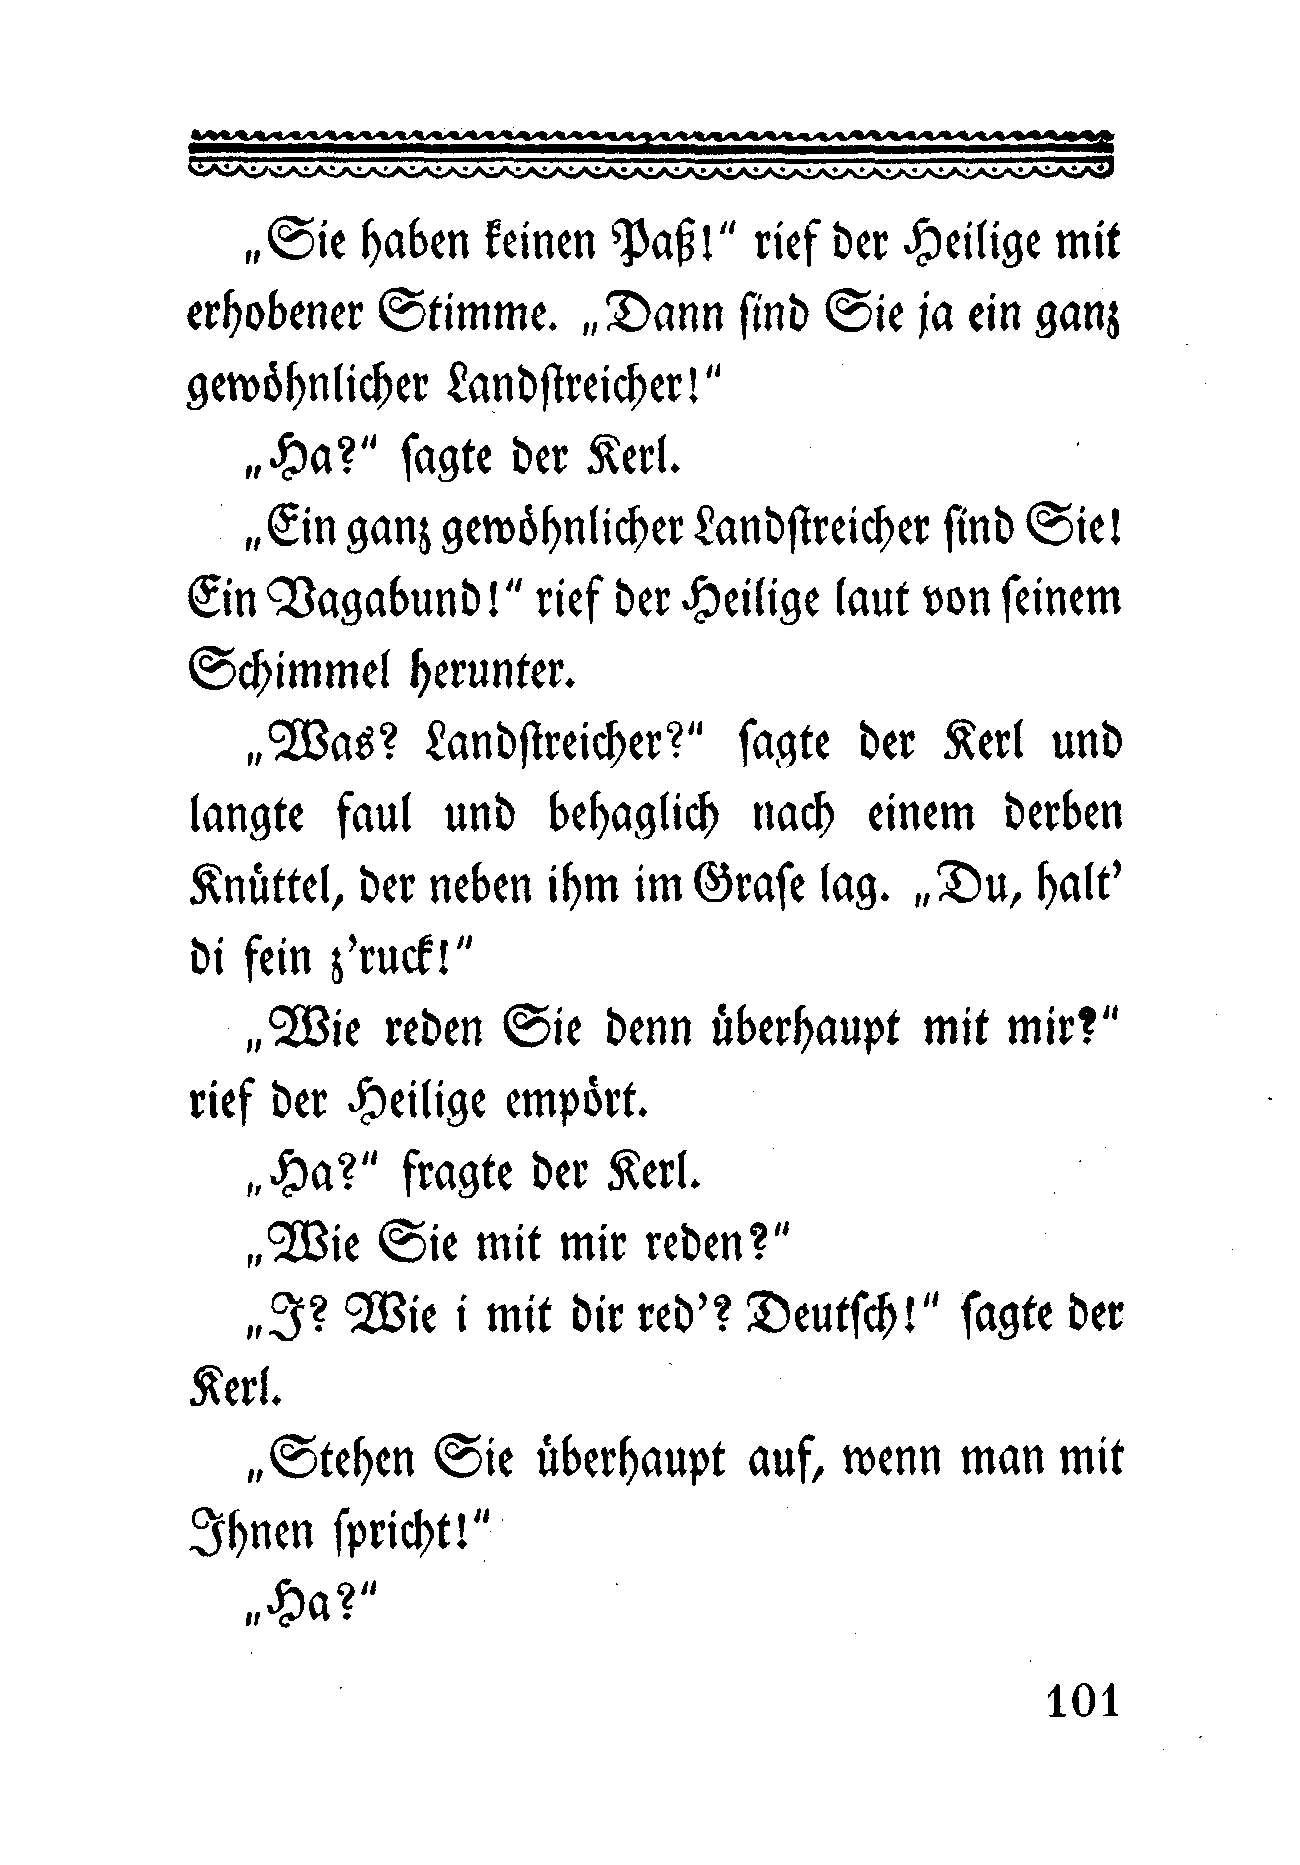 „Sie haben keinen Paß!“ rief der Heilige mit
erhobener Stimme. „Dann sind Sie ja ein ganz
gewöhnlicher Landstreicher!“
„Ha?“ sagte der Kerl.
„Ein ganz gewöhnlicher Landstreicher sind Sie!
Ein Vagabund!“ rief der Heilige laut von seinem
Schimmel herunter.
„Was? Landstreicher?“ sagte der Kerl und
langte faul und behaglich nach einem derben
Knüttel, der neben ihm im Grase lag. „Du, halt’
di fein z’ruck!“
„Wie reden Sie denn überhaupt mit mir?“
rief der Heilige empört.
„Ha?“ fragte der Kerl.
„Wie Sie mit mir reden?“
„I? Wie i mit dir red’? Deutsch!“ sagte der
Kerl.
„Stehen Sie überhaupt auf, wenn man mit
Ihnen spricht!“
„Ha?“
101